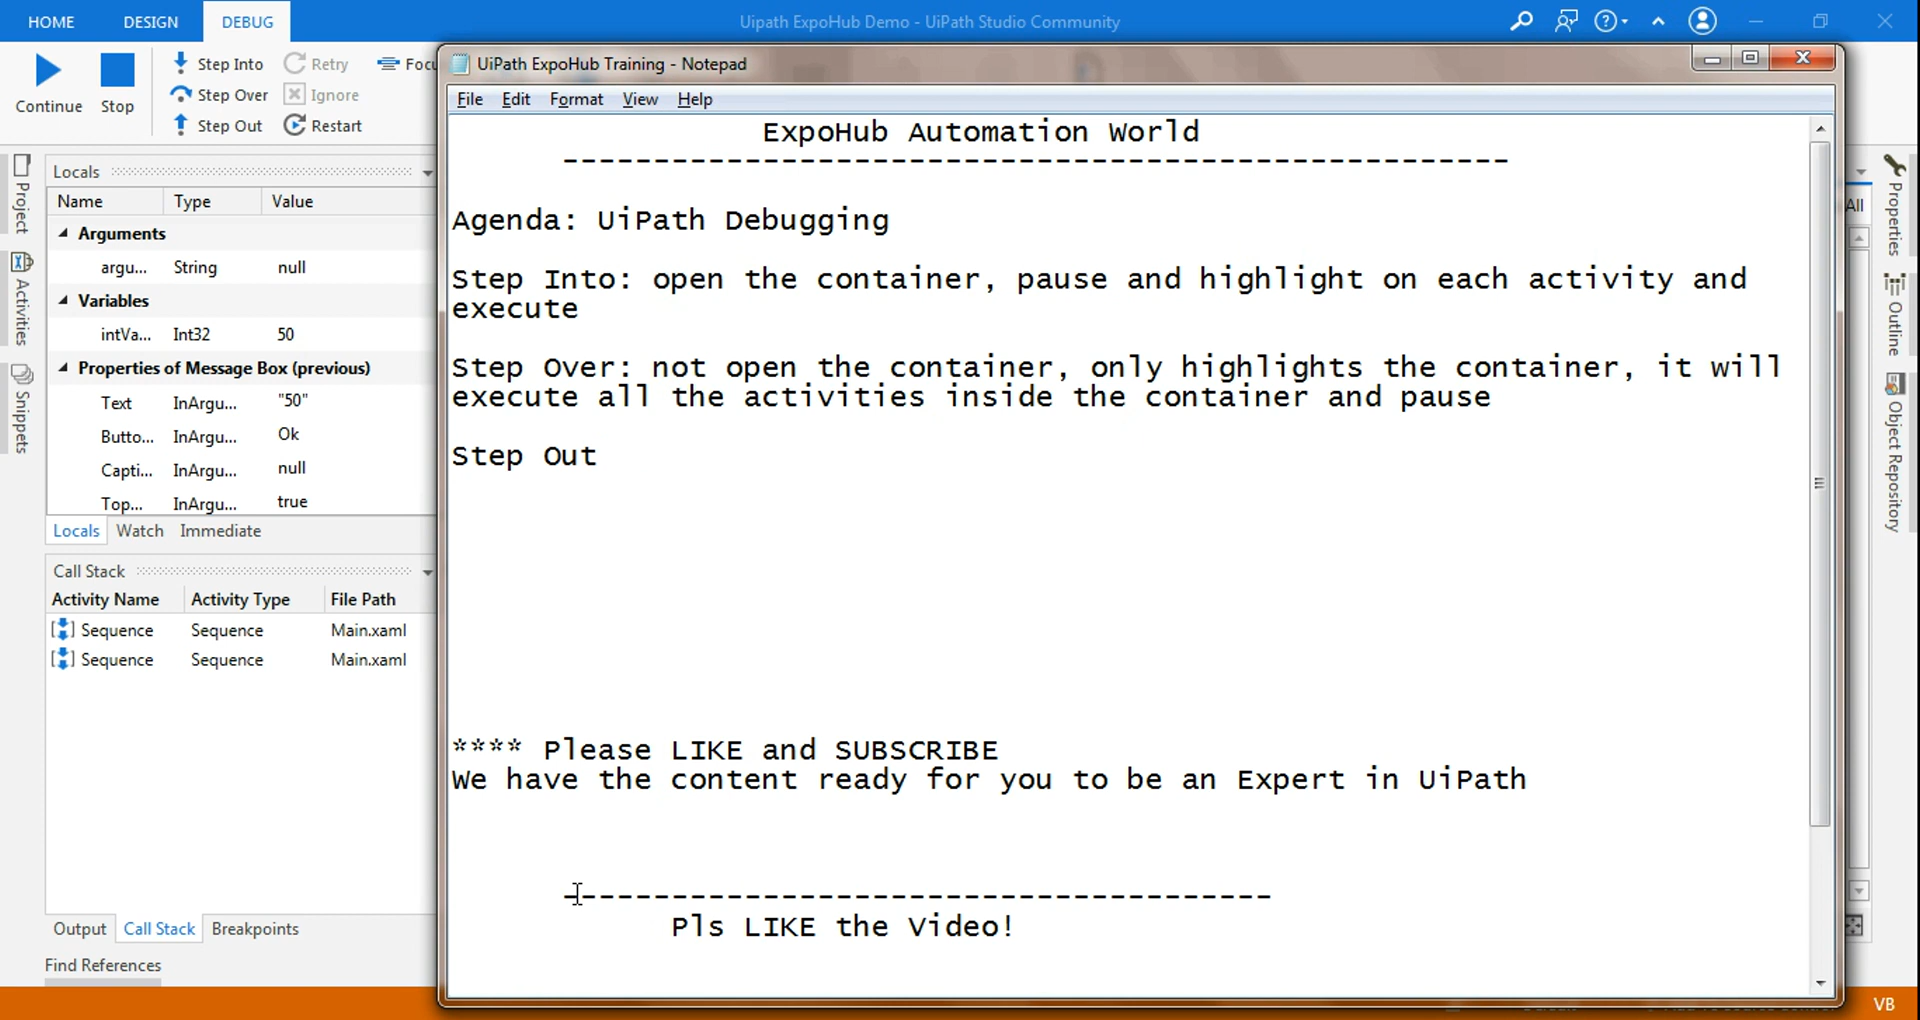 HOME DESIGN DEBUG Uipath ExpoHub Demo - UiPath Studio Community
Continue Stop
Step Into Retry Focu
Step Over Ignore
Step Out Restart
Project
Activities
Snippets
Locals
Name Type Value
Arguments
argu... String null
Variables
intVa... Int32 50
Properties of Message Box (previous)
Text InArgu... "50"
Butto... InArgu... Ok
Capti... InArgu... null
Top... InArgu... true
Locals Watch Immediate
Call Stack
Activity Name Activity Type File Path
Sequence Sequence Main.xaml
Sequence Sequence Main.xaml
Output Call Stack Breakpoints
Find References
UiPath ExpoHub Training - Notepad
File Edit Format View Help
ExpoHub Automation World
----------------------------------------------------
Agenda: UiPath Debugging
Step Into: open the container, pause and highlight on each activity and
execute
Step Over: not open the container, only highlights the container, it will
execute all the activities inside the container and pause
Step Out
**** Please LIKE and SUBSCRIBE
We have the content ready for you to be an Expert in UiPath
---------------------------------------
Pls LIKE the Video!
All
Properties
Outline
Object Repository
VB